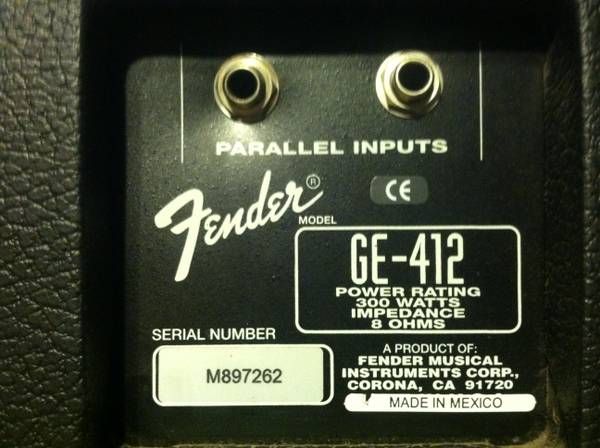 PARALLEL INPUTS
Fender®
CE
MODEL
GE-412
POWER RATING
300 WATTS
IMPEDANCE
8 OHMS
SERIAL NUMBER
M897262
A PRODUCT OF:
FENDER MUSICAL
INSTRUMENTS CORP.,
CORONA, CA 91720
MADE IN MEXICO